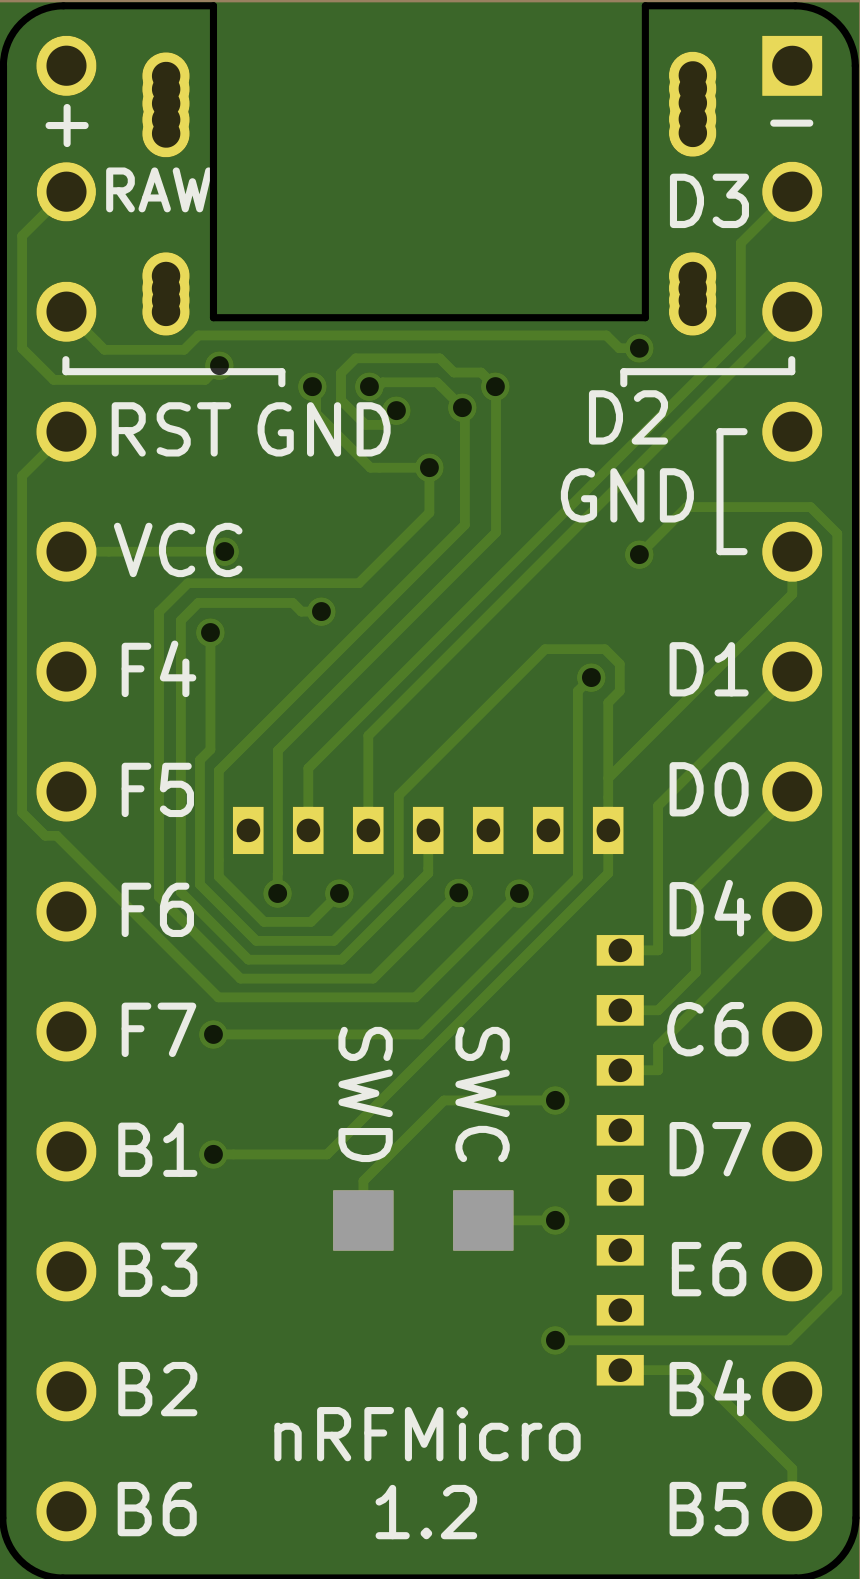 + −
RAW D3
RST GND D2
GND
VCC
F4 D1
F5 D0
F6 D4
F7 C6
SWD SWC
B1 D7
B3 E6
B2 B4
nRFMicro
1.2
B6 B5